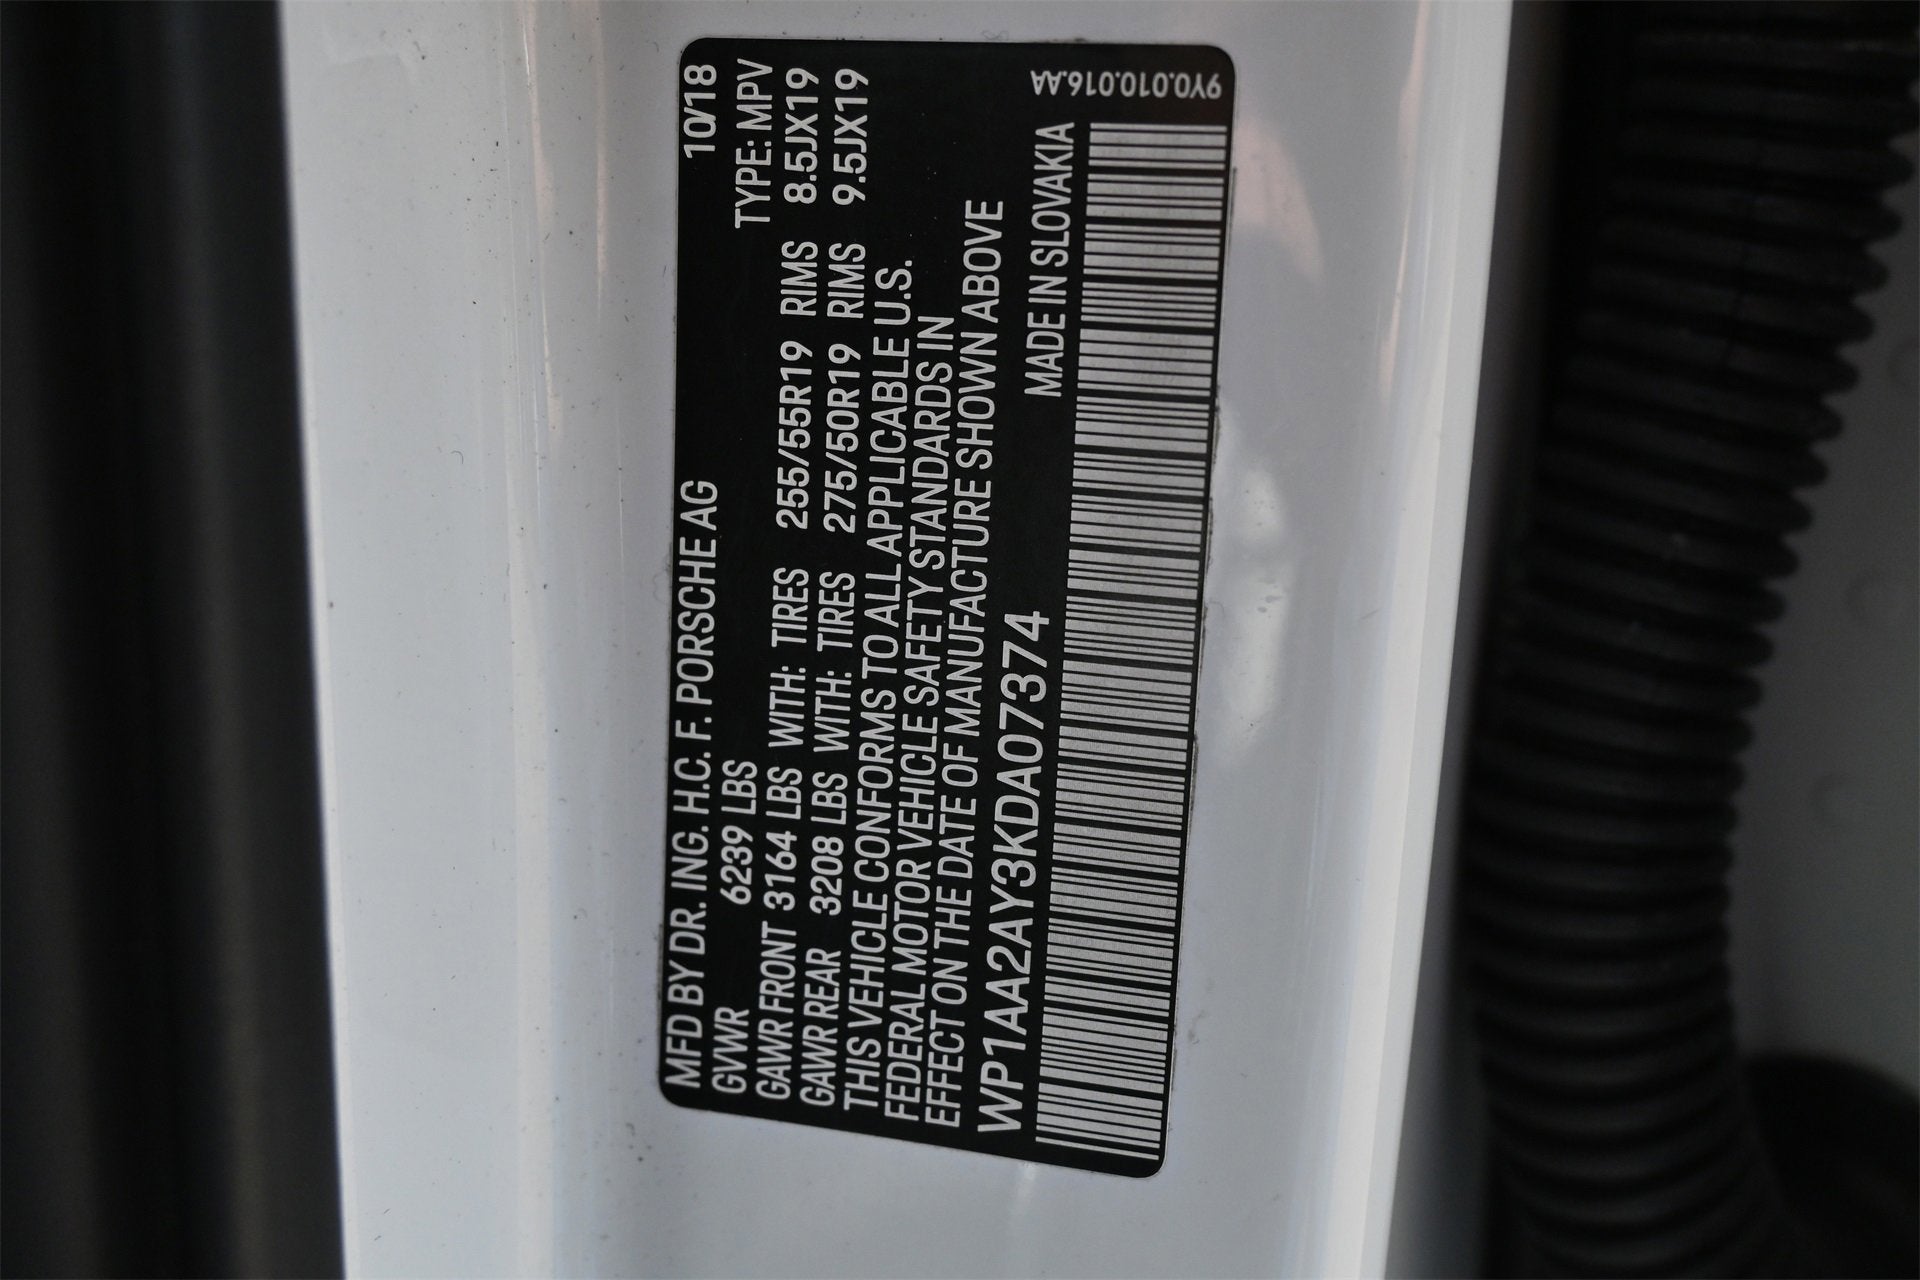 MFD BY DR. ING. H.C. F. PORSCHE AG 10/18
GVWR 6239 LBS TYPE: MPV
GAWR FRONT 3164 LBS WITH: TIRES 255/55R19 RIMS 8.5JX19
GAWR REAR 3208 LBS WITH: TIRES 275/50R19 RIMS 9.5JX19
THIS VEHICLE CONFORMS TO ALL APPLICABLE U.S.
FEDERAL MOTOR VEHICLE SAFETY STANDARDS IN
EFFECT ON THE DATE OF MANUFACTURE SHOWN ABOVE
WP1AA2AY3KDA07374 MADE IN SLOVAKIA
9Y0.010.016.AA